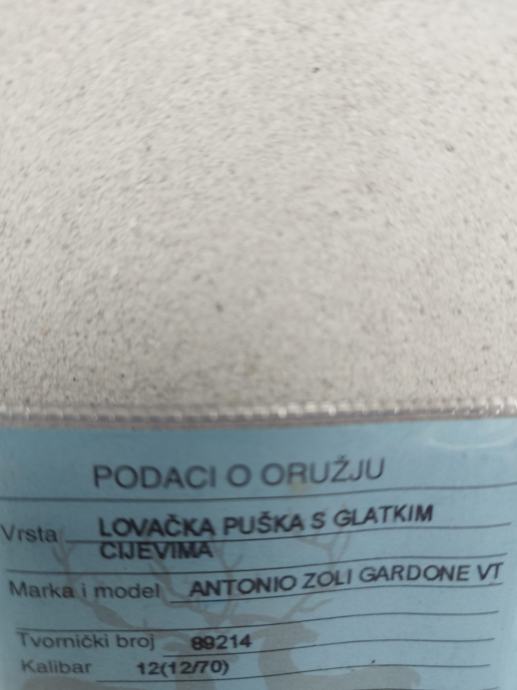 PODACI O ORUŽJU
Vrsta LOVAČKA PUŠKA S GLATKIM
CIJEVIMA
Marka i model ANTONIO ZOLI GARDONE VT
Tvornički broj 89214
Kalibar 12(12/70)